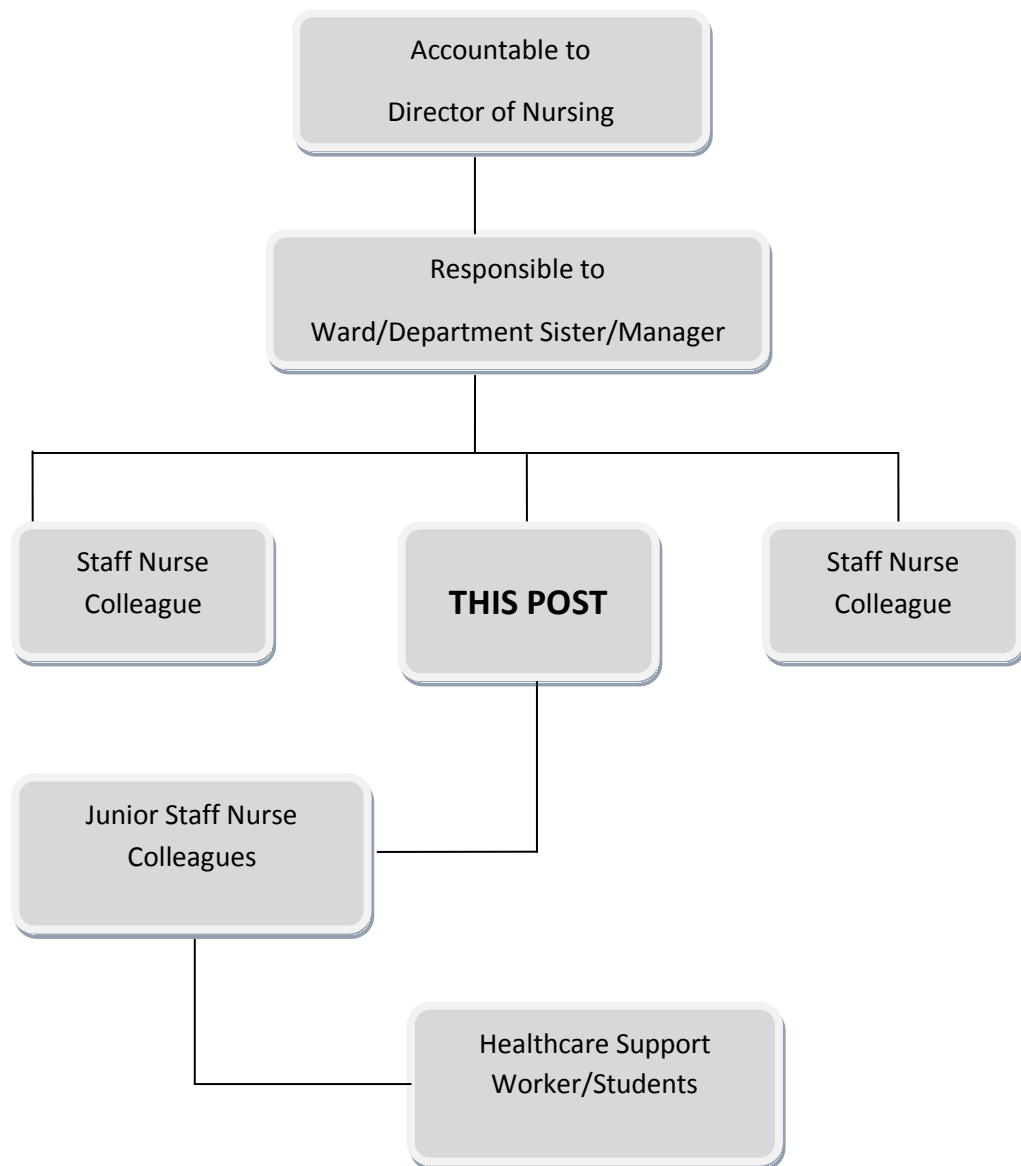 Accountable to
Director of Nursing
Responsible to
Ward/Department Sister/Manager
Staff Nurse
Colleague
THIS POST
Staff Nurse
Colleague
Junior Staff Nurse
Colleagues
Healthcare Support
Worker/Students